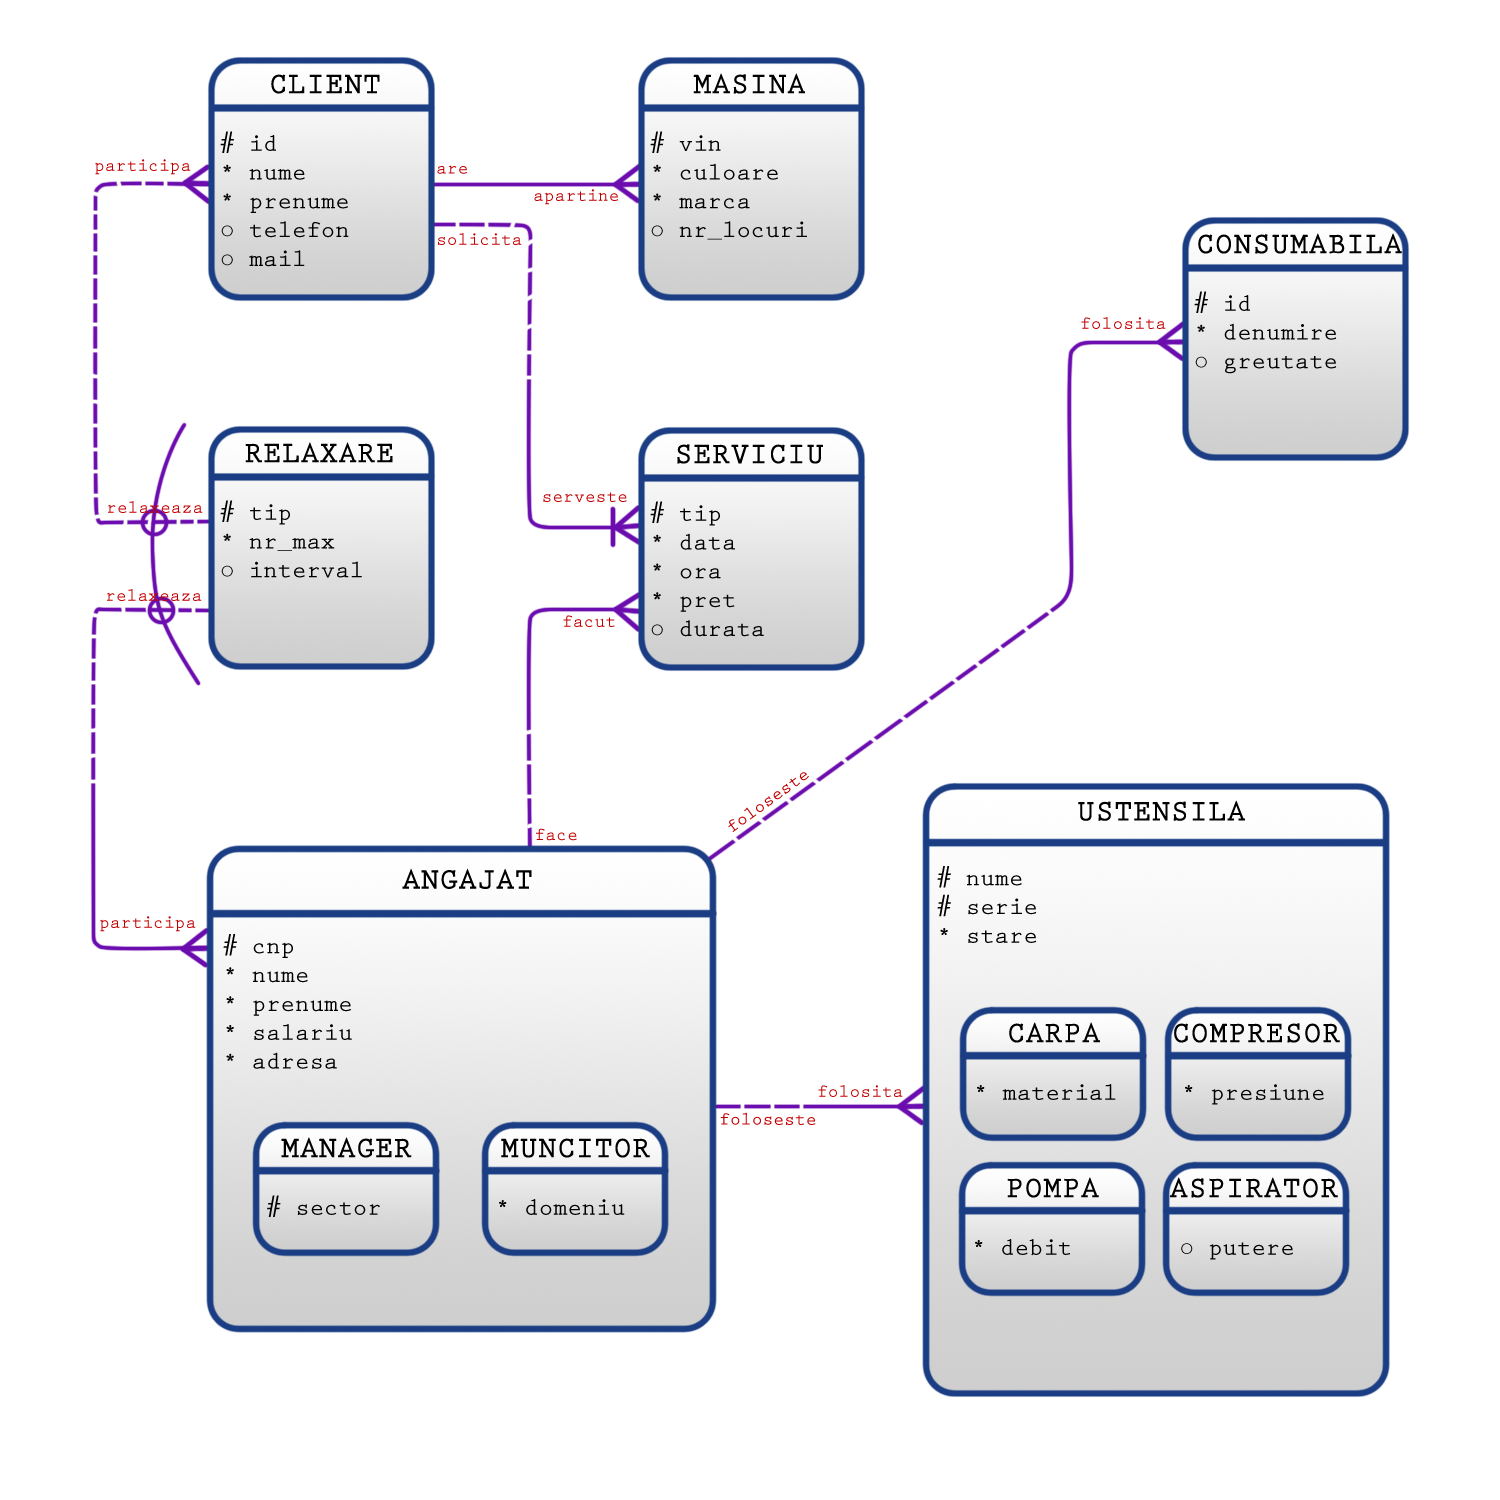 CLIENT
# id
* nume
* prenume
○ telefon
○ mail
MASINA
# vin
* culoare
* marca
○ nr_locuri
participa
are
apartine
solicita
CONSUMABILA
# id
* denumire
○ greutate
folosita
RELAXARE
# tip
* nr_max
○ interval
relaxeaza
relaxeaza
SERVICIU
# tip
* data
* ora
* pret
○ durata
serveste
facut
face
foloseste
ANGAJAT
# cnp
* nume
* prenume
* salariu
* adresa
participa
MANAGER
# sector
MUNCITOR
* domeniu
folosita
foloseste
USTENSILA
# nume
# serie
* stare
CARPA
* material
COMPRESOR
* presiune
POMPA
* debit
ASPIRATOR
○ putere